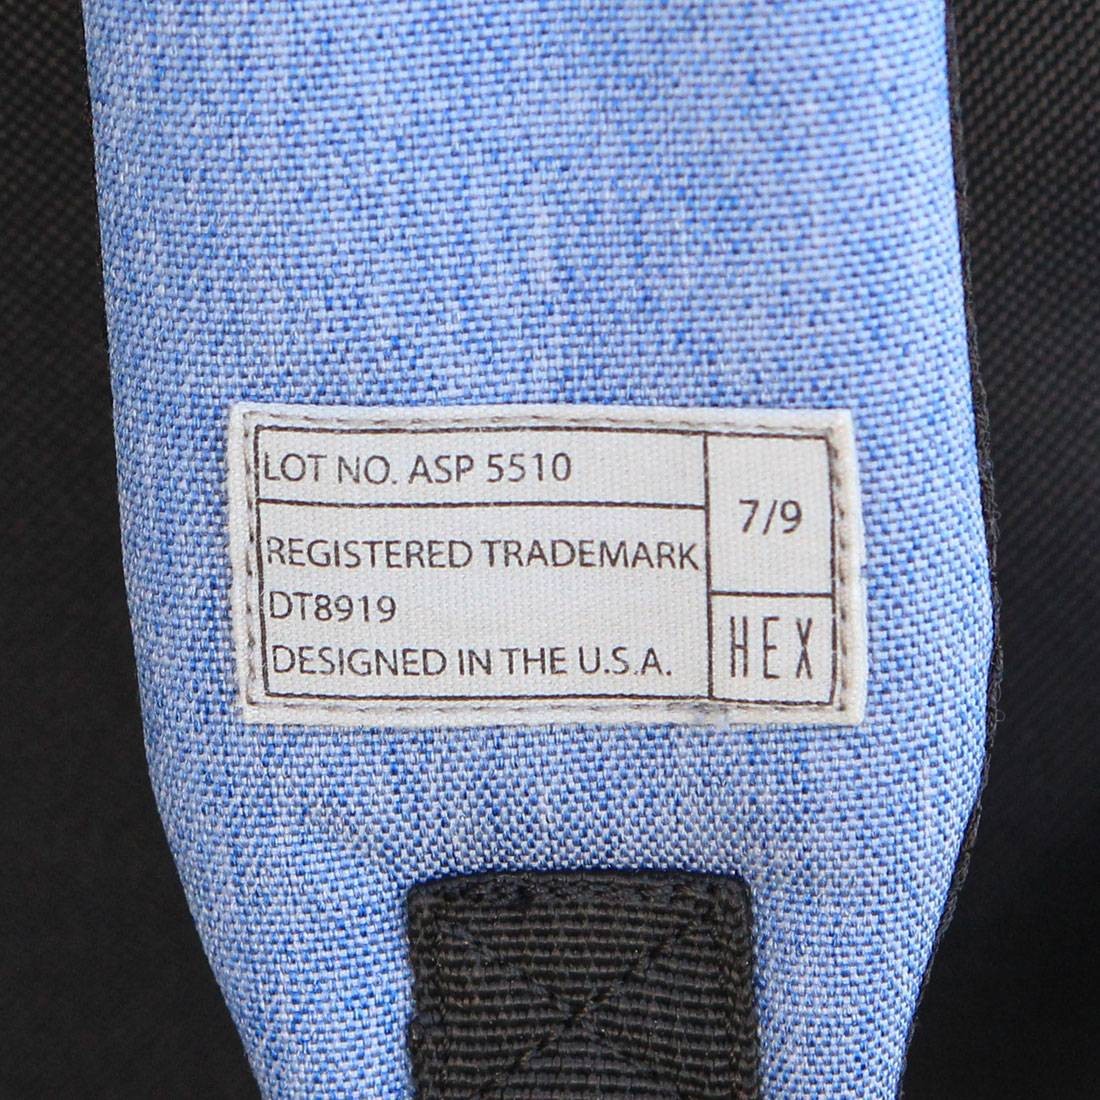 LOT NO. ASP 5510
7/9
REGISTERED TRADEMARK
DT8919
DESIGNED IN THE U.S.A.
HEX